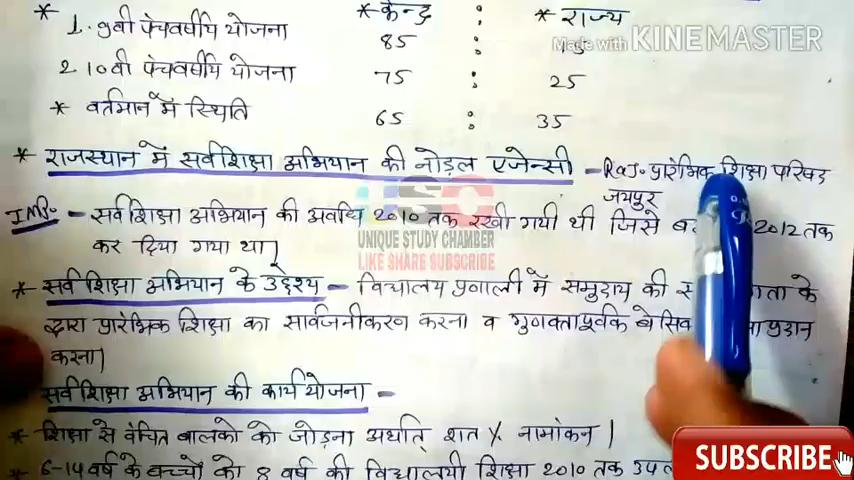 * * केन्द्र : * राज्य
1. 9वी पंचवर्षीय योजना 85 :
Made with KINEMASTER
2. 10वी पंचवर्षीय योजना 75 : 25
* वर्तमान में स्थिति 65 : 35
* राजस्थान में सर्वशिक्षा अभियान की नोडल एजेन्सी - Raj. प्रारंभिक शिक्षा परिषद
जयपुर
IMP. - सर्वशिक्षा अभियान की अवधि 2010 तक रखी गयी थी जिसे 2012 तक
कर दिया गया था।
UNIQUE STUDY CHAMBER
LIKE SHARE SUBSCRIBE
* सर्वशिक्षा अभियान के उद्देश्य - विद्यालय प्रणाली में समुदाय की के
द्वारा प्रारंभिक शिक्षा का सार्वजनीकरण करना व गुणवत्तापूर्वक प्रदान
करना।
सर्वशिक्षा अभियान की कार्य योजना -
* शिक्षा से वंचित बालको को जोड़ना अर्थात् शत % नामांकन।
* 6-14 वर्ष के बच्चों को 8 वर्ष की विद्यालयी शिक्षा 2010 तक
SUBSCRIBE